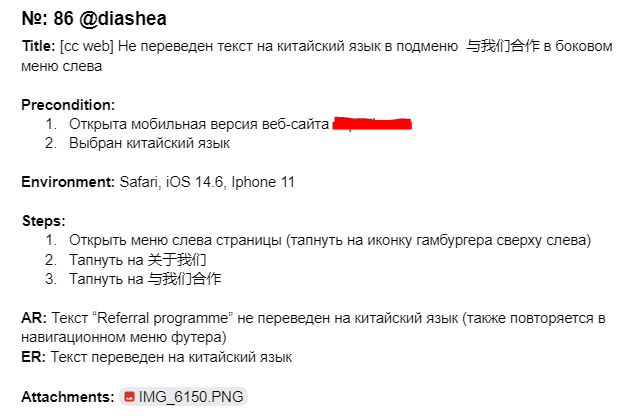 №: 86 @diashea
Title: [cc web] Не переведен текст на китайский язык в подменю 与我们合作 в боковом
меню слева
Precondition:
1. Открыта мобильная версия веб-сайта
2. Выбран китайский язык
Environment: Safari, iOS 14.6, Iphone 11
Steps:
1. Открыть меню слева страницы (тапнуть на иконку гамбургера сверху слева)
2. Тапнуть на 关于我们
3. Тапнуть на 与我们合作
AR: Текст “Referral programme” не переведен на китайский язык (также повторяется в
навигационном меню футера)
ER: Текст переведен на китайский язык
Attachments: IMG_6150.PNG